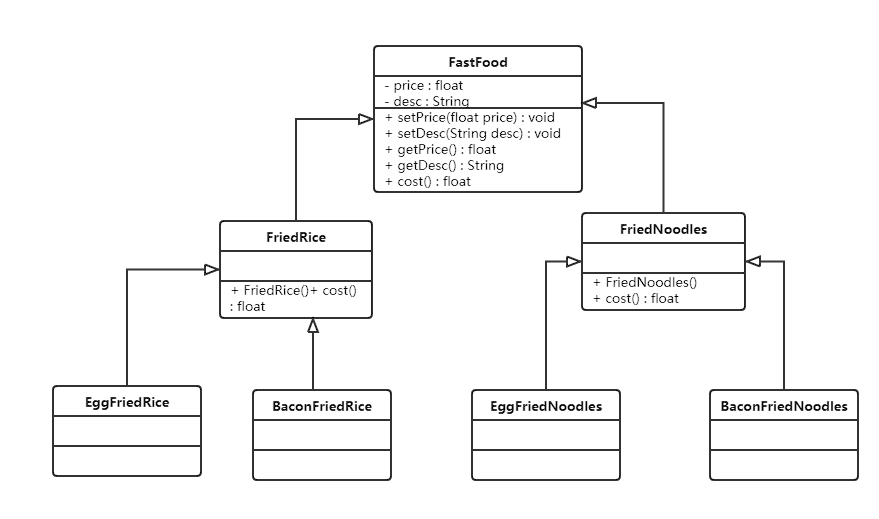 FastFood
- price : float
- desc : String
+ setPrice(float price) : void
+ setDesc(String desc) : void
+ getPrice() : float
+ getDesc() : String
+ cost() : float
FriedRice
+ FriedRice()+ cost()
: float
FriedNoodles
+ FriedNoodles()
+ cost() : float
EggFriedRice
BaconFriedRice
EggFriedNoodles
BaconFriedNoodles